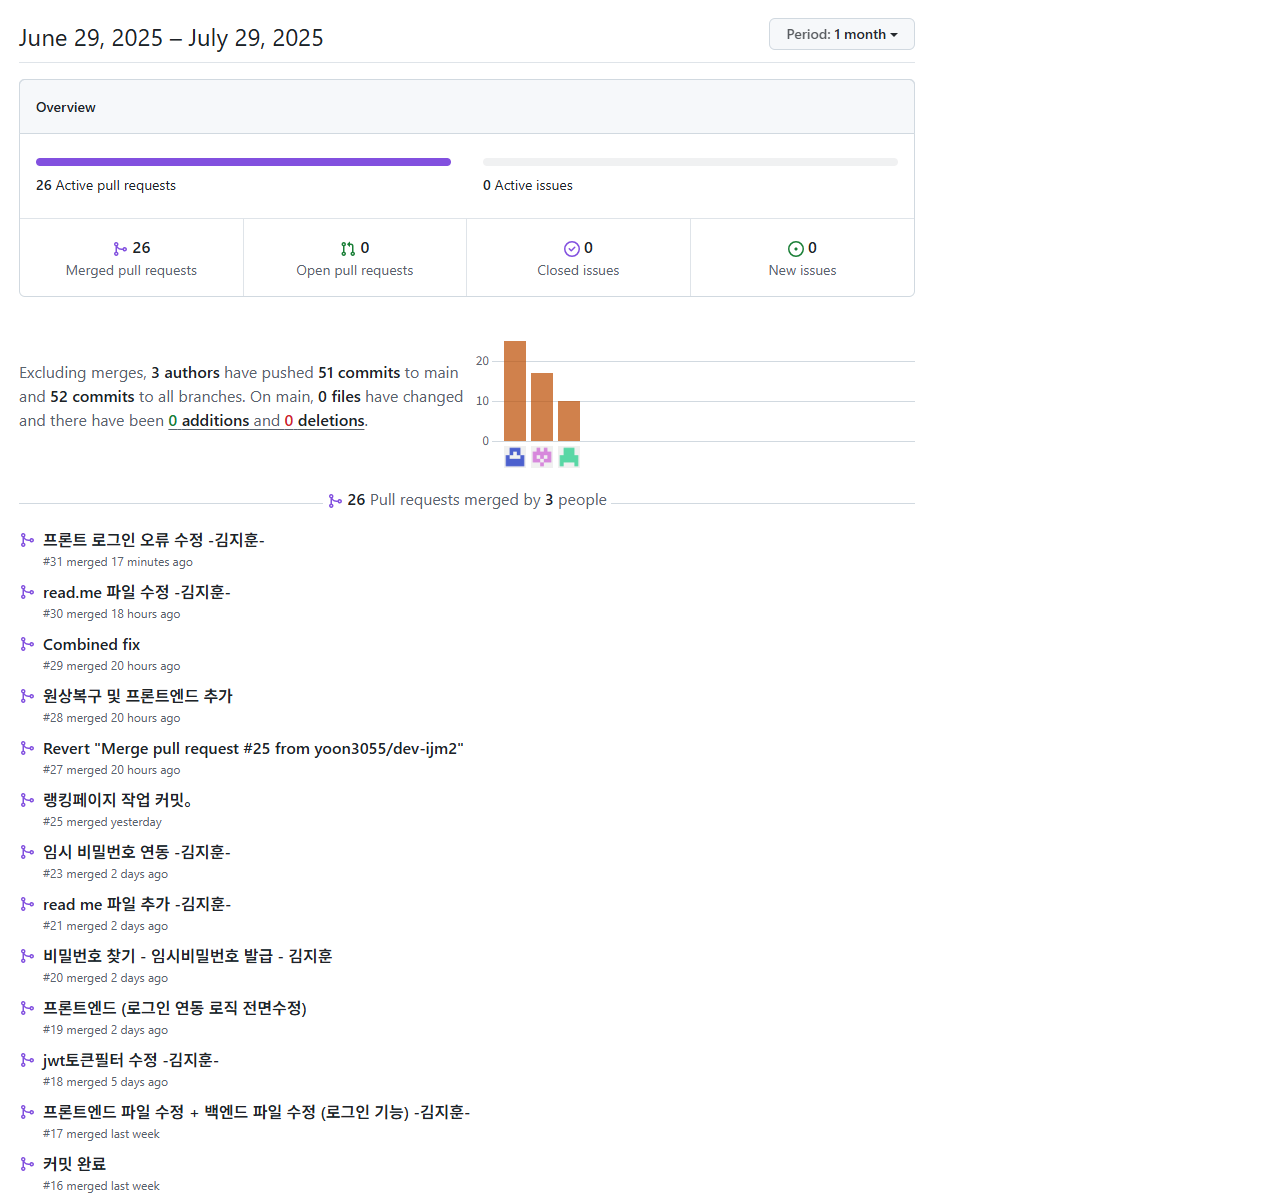 June 29, 2025 – July 29, 2025
Period: 1 month
Overview
26 Active pull requests
0 Active issues
26
Merged pull requests
0
Open pull requests
0
Closed issues
0
New issues
Excluding merges, 3 authors have pushed 51 commits to main
and 52 commits to all branches. On main, 0 files have changed
and there have been 0 additions and 0 deletions.
20
10
0
26 Pull requests merged by 3 people
프론트 로그인 오류 수정 -김지훈-
#31 merged 17 minutes ago
read.me 파일 수정 -김지훈-
#30 merged 18 hours ago
Combined fix
#29 merged 20 hours ago
원상복구 및 프론트엔드 추가
#28 merged 20 hours ago
Revert "Merge pull request #25 from yoon3055/dev-ijm2"
#27 merged 20 hours ago
랭킹페이지 작업 커밋。
#25 merged yesterday
임시 비밀번호 연동 -김지훈-
#23 merged 2 days ago
read me 파일 추가 -김지훈-
#21 merged 2 days ago
비밀번호 찾기 - 임시비밀번호 발급 - 김지훈
#20 merged 2 days ago
프론트엔드 (로그인 연동 로직 전면수정)
#19 merged 2 days ago
jwt토큰필터 수정 -김지훈-
#18 merged 5 days ago
프론트엔드 파일 수정 + 백엔드 파일 수정 (로그인 기능) -김지훈-
#17 merged last week
커밋 완료
#16 merged last week